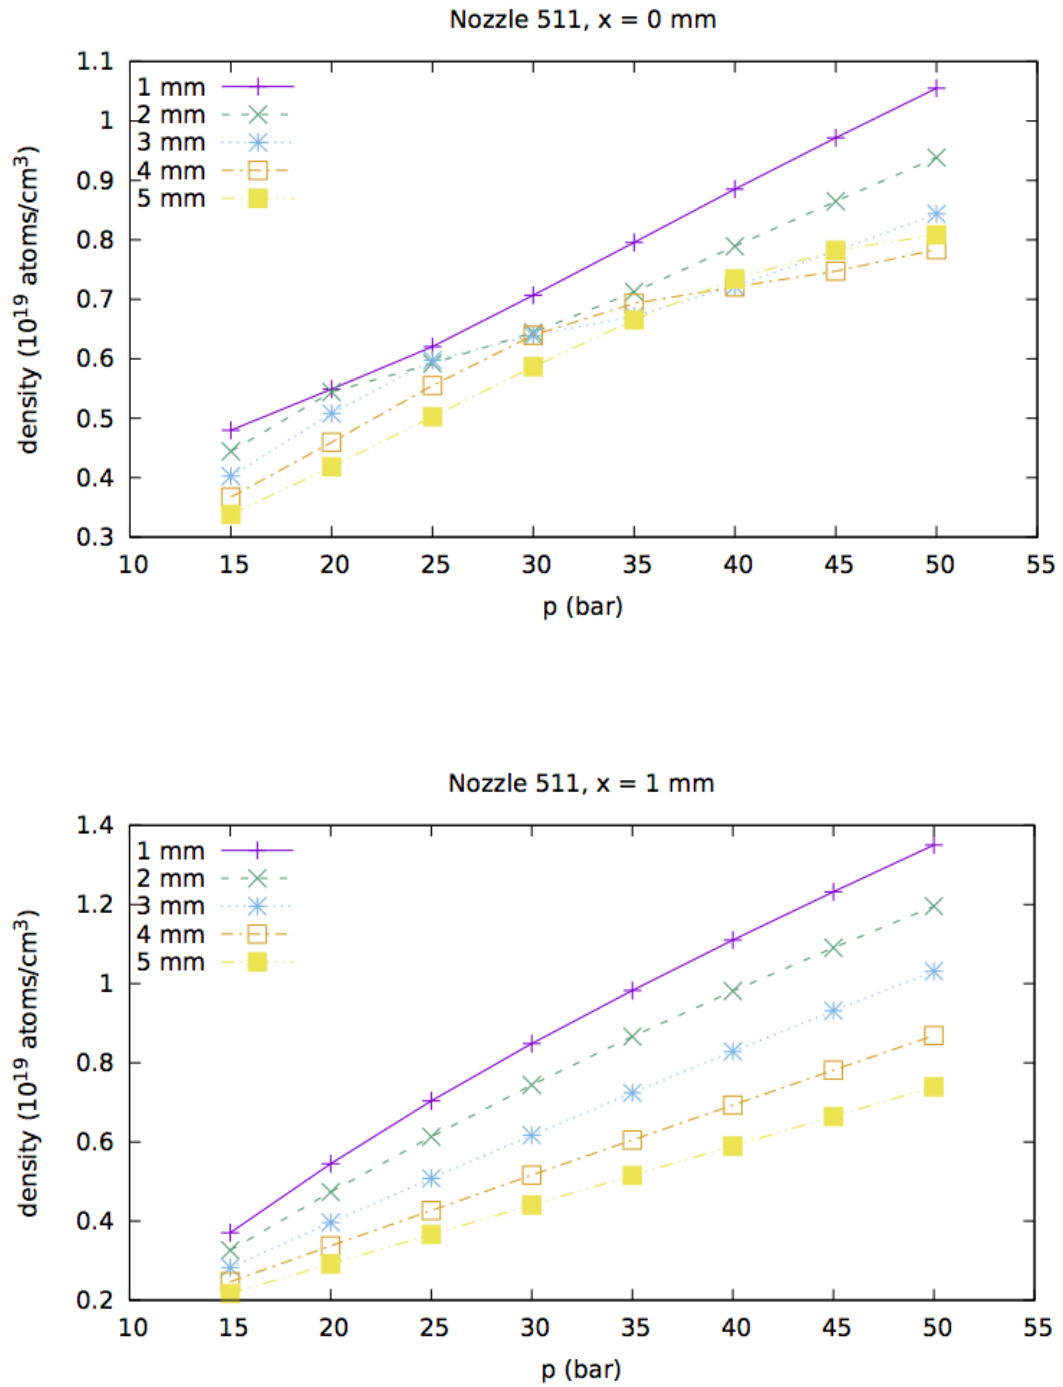 Nozzle 511, x = 0 mm
1.1
1
0.9
0.8
0.7
0.6
0.5
0.4
0.3
density (10¹⁹ atoms/cm³)
1 mm
2 mm
3 mm
4 mm
5 mm
10 15 20 25 30 35 40 45 50 55
p (bar)
Nozzle 511, x = 1 mm
1.4
1.2
1
0.8
0.6
0.4
0.2
density (10¹⁹ atoms/cm³)
1 mm
2 mm
3 mm
4 mm
5 mm
10 15 20 25 30 35 40 45 50 55
p (bar)